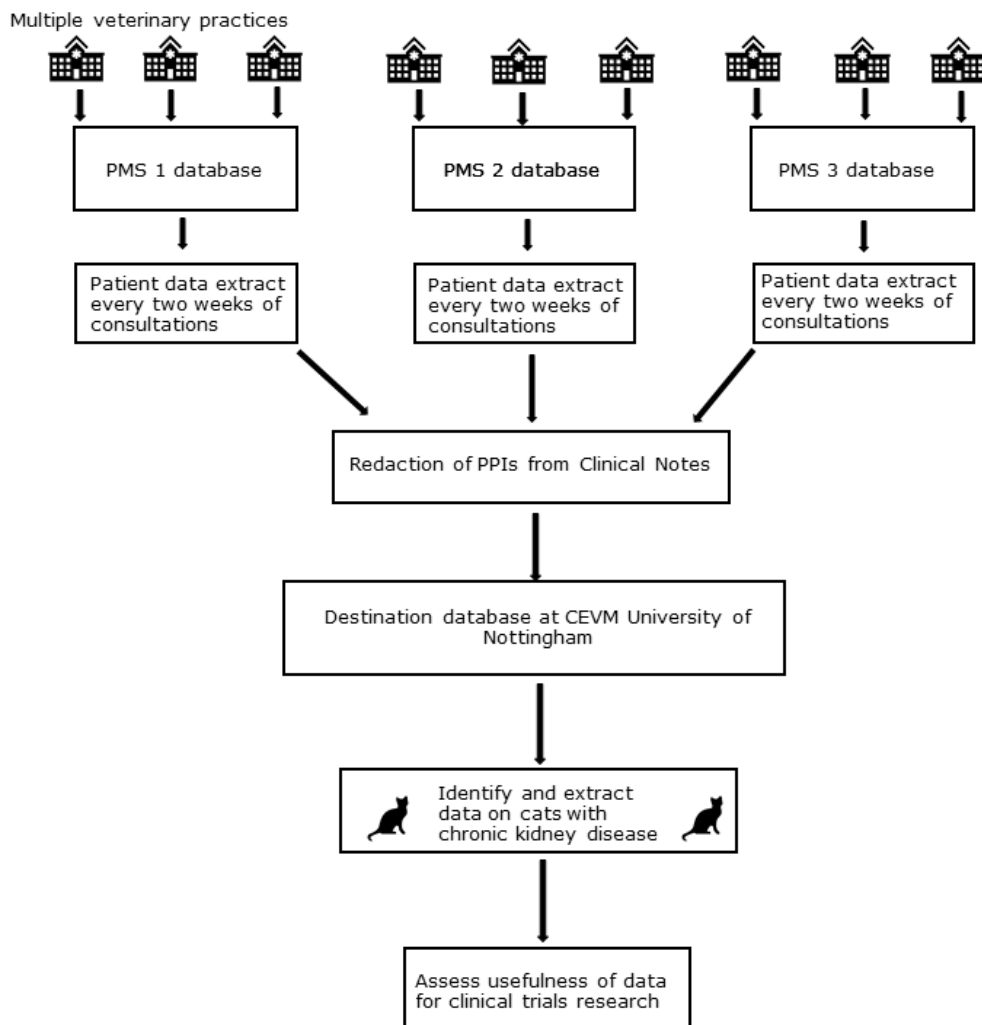 Multiple veterinary practices
PMS 1 database
PMS 2 database
PMS 3 database
Patient data extract
every two weeks of
consultations
Patient data extract
every two weeks of
consultations
Patient data extract
every two weeks of
consultations
Redaction of PPIs from Clinical Notes
Destination database at CEVM University of
Nottingham
Identify and extract
data on cats with
chronic kidney disease
Assess usefulness of data
for clinical trials research